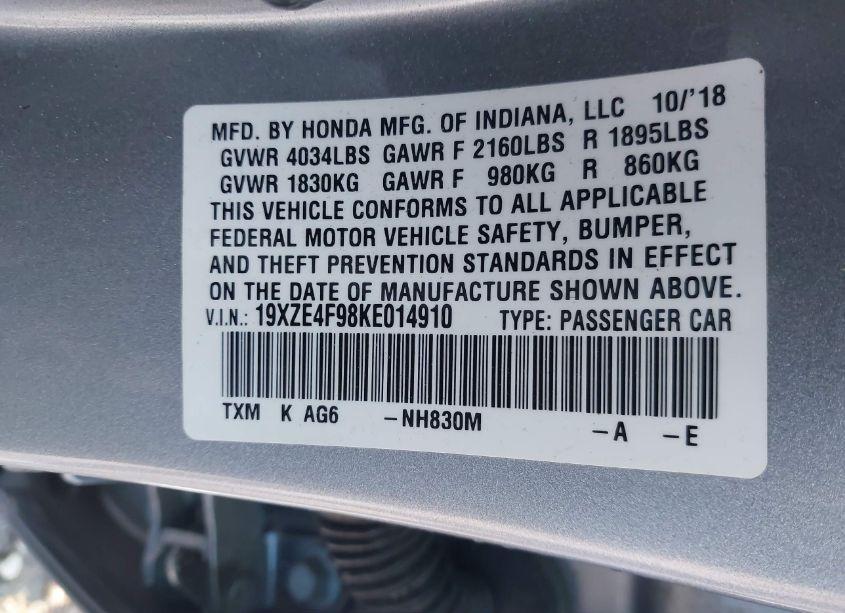 MFD. BY HONDA MFG. OF INDIANA, LLC 10/'18
GVWR 4034LBS GAWR F 2160LBS R 1895LBS
GVWR 1830KG GAWR F 980KG R 860KG
THIS VEHICLE CONFORMS TO ALL APPLICABLE
FEDERAL MOTOR VEHICLE SAFETY, BUMPER,
AND THEFT PREVENTION STANDARDS IN EFFECT
ON THE DATE OF MANUFACTURE SHOWN ABOVE.
V.I.N.: 19XZE4F98KE014910 TYPE: PASSENGER CAR
TXM K AG6 -NH830M -A -E